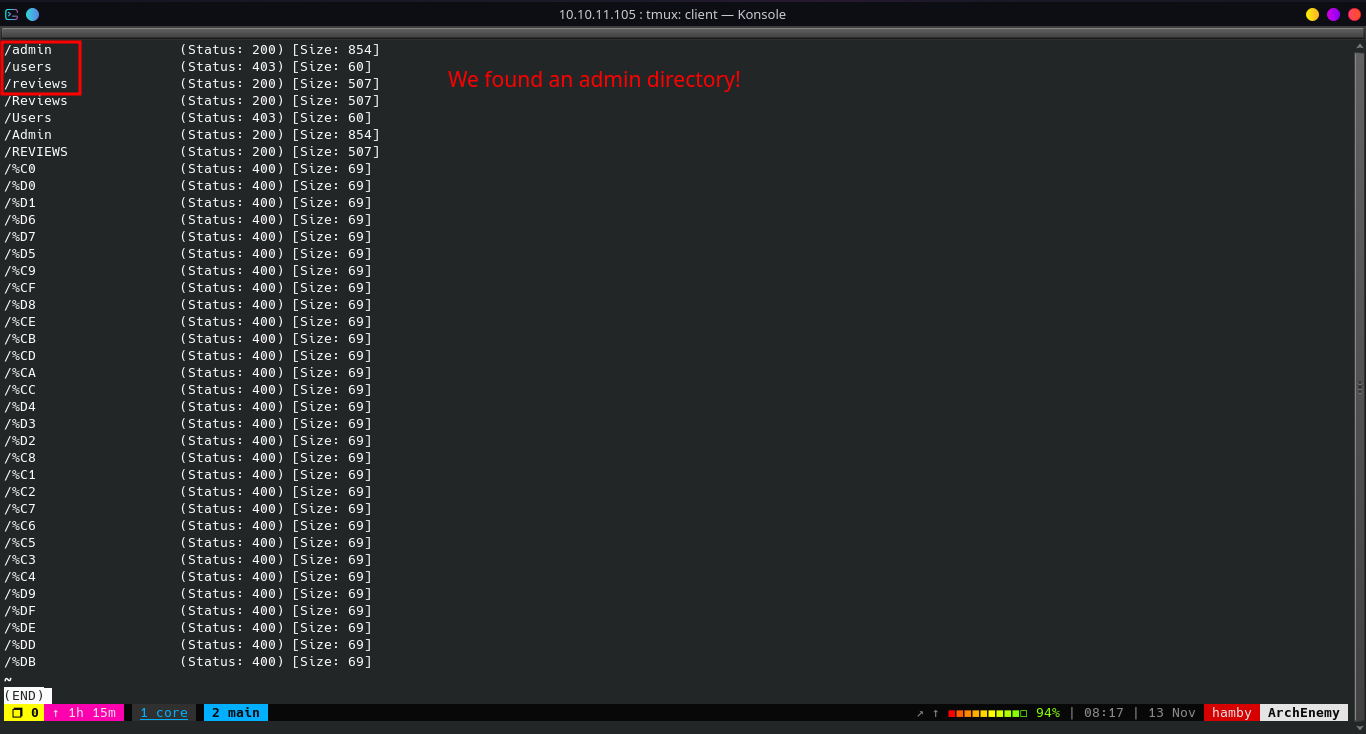 10.10.11.105 : tmux: client — Konsole
/admin (Status: 200) [Size: 854]
/users (Status: 403) [Size: 60]
/reviews (Status: 200) [Size: 507]
We found an admin directory!
/Reviews (Status: 200) [Size: 507]
/Users (Status: 403) [Size: 60]
/Admin (Status: 200) [Size: 854]
/REVIEWS (Status: 200) [Size: 507]
/%C0 (Status: 400) [Size: 69]
/%D0 (Status: 400) [Size: 69]
/%D1 (Status: 400) [Size: 69]
/%D6 (Status: 400) [Size: 69]
/%D7 (Status: 400) [Size: 69]
/%D5 (Status: 400) [Size: 69]
/%C9 (Status: 400) [Size: 69]
/%CF (Status: 400) [Size: 69]
/%D8 (Status: 400) [Size: 69]
/%CE (Status: 400) [Size: 69]
/%CB (Status: 400) [Size: 69]
/%CD (Status: 400) [Size: 69]
/%CA (Status: 400) [Size: 69]
/%CC (Status: 400) [Size: 69]
/%D4 (Status: 400) [Size: 69]
/%D3 (Status: 400) [Size: 69]
/%D2 (Status: 400) [Size: 69]
/%C8 (Status: 400) [Size: 69]
/%C1 (Status: 400) [Size: 69]
/%C2 (Status: 400) [Size: 69]
/%C7 (Status: 400) [Size: 69]
/%C6 (Status: 400) [Size: 69]
/%C5 (Status: 400) [Size: 69]
/%C3 (Status: 400) [Size: 69]
/%C4 (Status: 400) [Size: 69]
/%D9 (Status: 400) [Size: 69]
/%DF (Status: 400) [Size: 69]
/%DE (Status: 400) [Size: 69]
/%DD (Status: 400) [Size: 69]
/%DB (Status: 400) [Size: 69]
~
(END)
❐ 0 ↑ 1h 15m 1 core 2 main ↗ ↑ ■■■■■■■■■□ 94% | 08:17 | 13 Nov hamby ArchEnemy